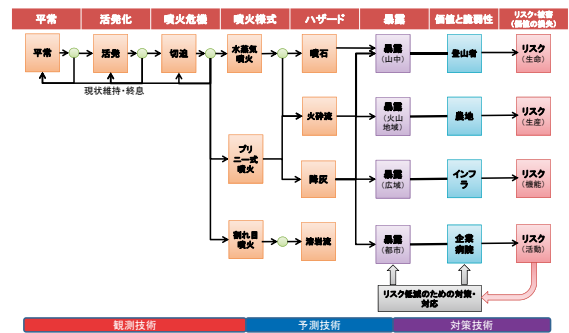 平常 活発化 噴火危機 噴火様式 ハザード 暴露 価値と脆弱性 リスク・被害
(価値の損失)
平常 活発 切迫 水蒸気
噴火 噴石 暴露
(山中) 登山者 リスク
(生命)
現状維持・終息
火砕流 暴露
(火山
地域) 農地 リスク
(生産)
プリ
ニー式
噴火 降灰 暴露
(広域) インフ
ラ リスク
(機能)
割れ目
噴火 溶岩流 暴露
(都市) 企業
病院 リスク
(活動)
リスク低減のための対策・
対応
観測技術 予測技術 対策技術